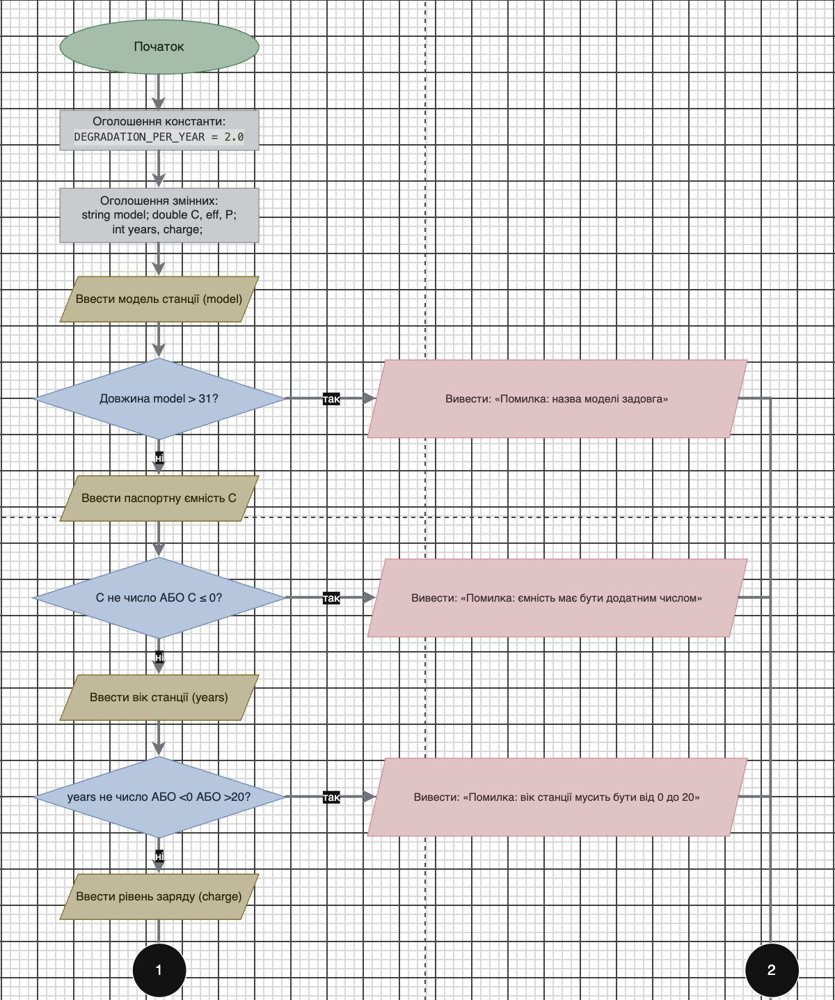 Початок
Оголошення константи:
DEGRADATION_PER_YEAR = 2.0
Оголошення змінних:
string model; double C, eff, P;
int years, charge;
Ввести модель станції (model)
Довжина model > 31?
так
Вивести: «Помилка: назва моделі задовга»
ні
Ввести паспортну ємність C
C не число АБО C ≤ 0?
так
Вивести: «Помилка: ємність має бути додатним числом»
ні
Ввести вік станції (years)
years не число АБО <0 АБО >20?
так
Вивести: «Помилка: вік станції мусить бути від 0 до 20»
ні
Ввести рівень заряду (charge)
1
2